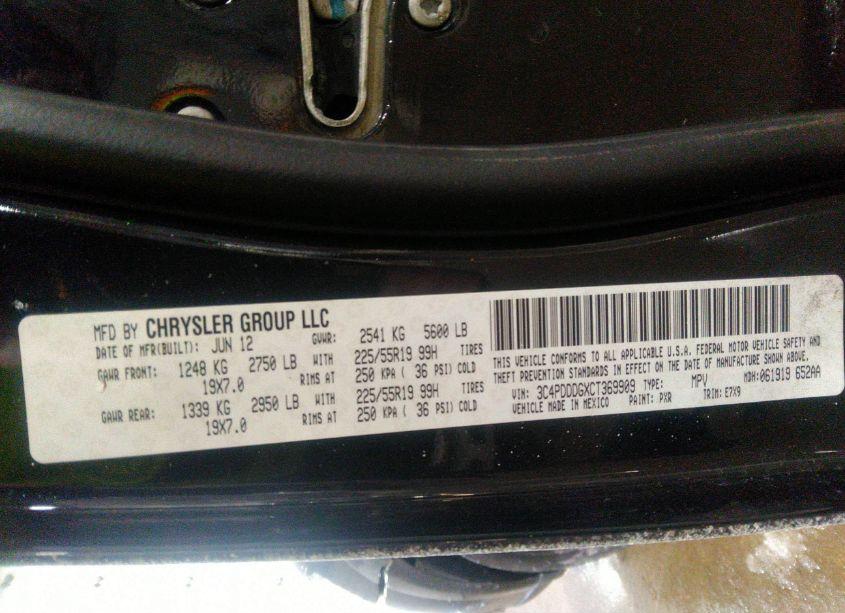 MFD BY CHRYSLER GROUP LLC
DATE OF MFR(BUILT): JUN 12 GVWR: 2541 KG 5600 LB
GAWR FRONT: 1248 KG 2750 LB WITH 225/55R19 99H TIRES
19X7.0 RIMS AT 250 KPA ( 36 PSI) COLD
GAWR REAR: 1339 KG 2950 LB WITH 225/55R19 99H TIRES
19X7.0 RIMS AT 250 KPA ( 36 PSI) COLD
THIS VEHICLE CONFORMS TO ALL APPLICABLE U.S.A. FEDERAL MOTOR VEHICLE SAFETY AND
THEFT PREVENTION STANDARDS IN EFFECT ON THE DATE OF MANUFACTURE SHOWN ABOVE.
VIN: 3C4PDDDGXCT369909 TYPE: MPV MDH:061919 652AA
VEHICLE MADE IN MEXICO PAINT: PXR TRIM: E7X9